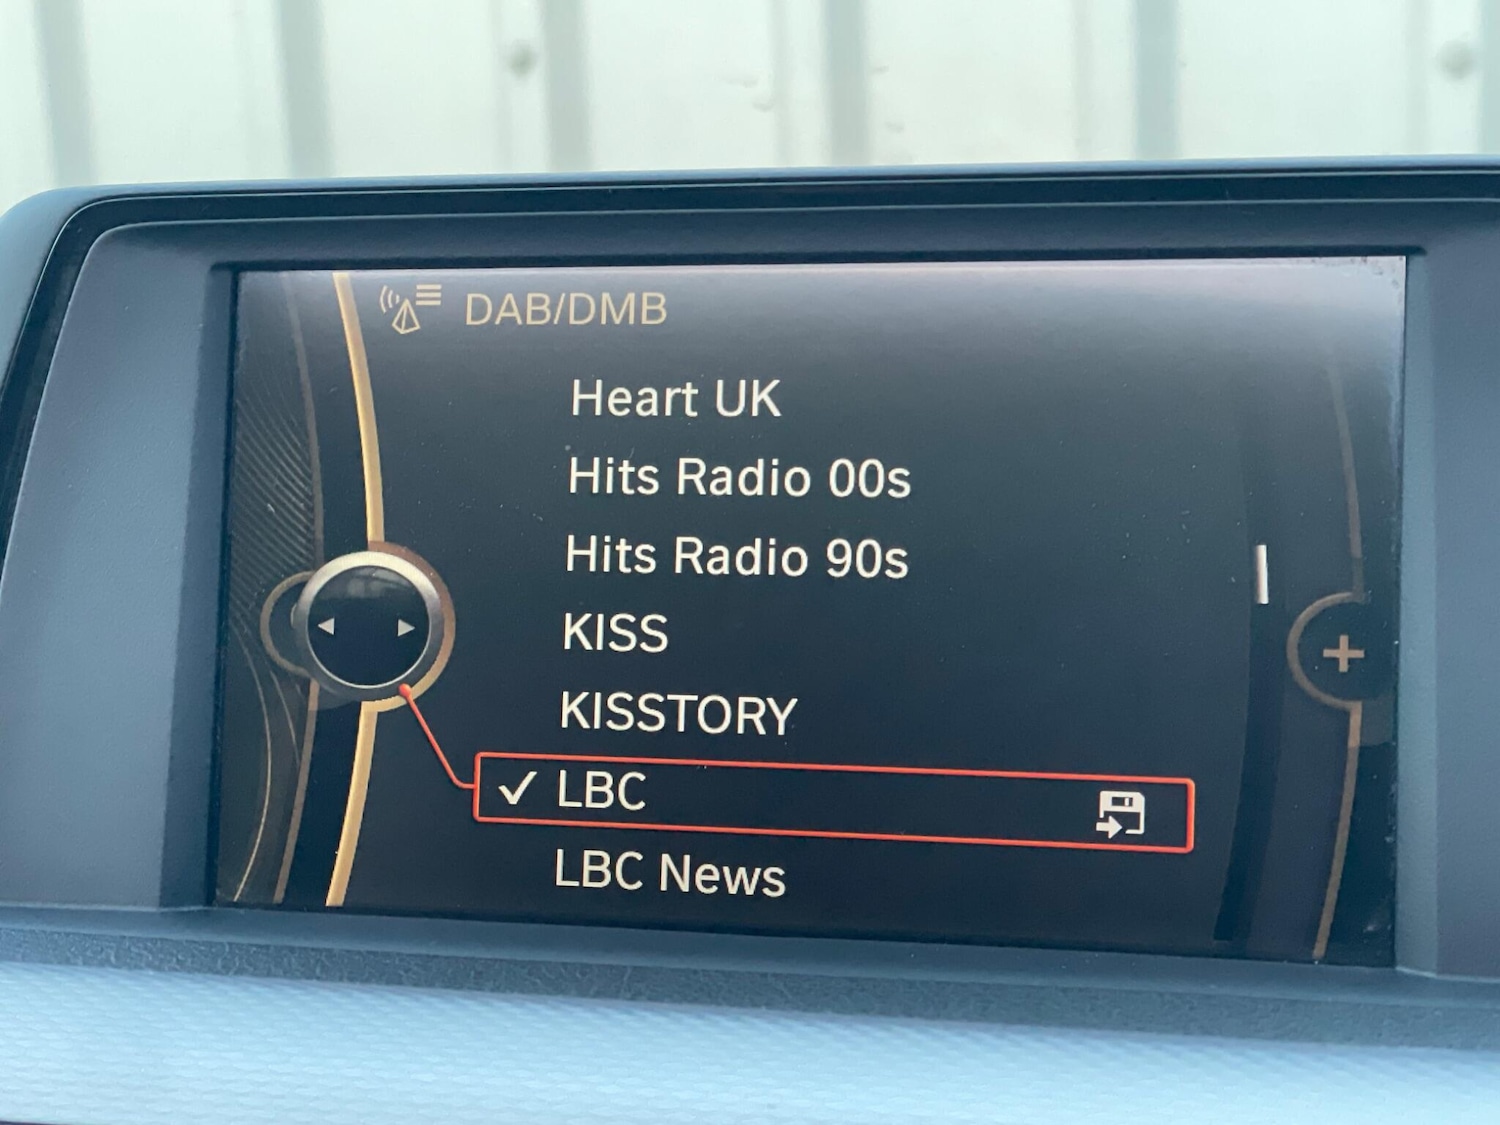 DAB/DMB
Heart UK
Hits Radio 00s
Hits Radio 90s
KISS
KISSTORY
LBC
LBC News